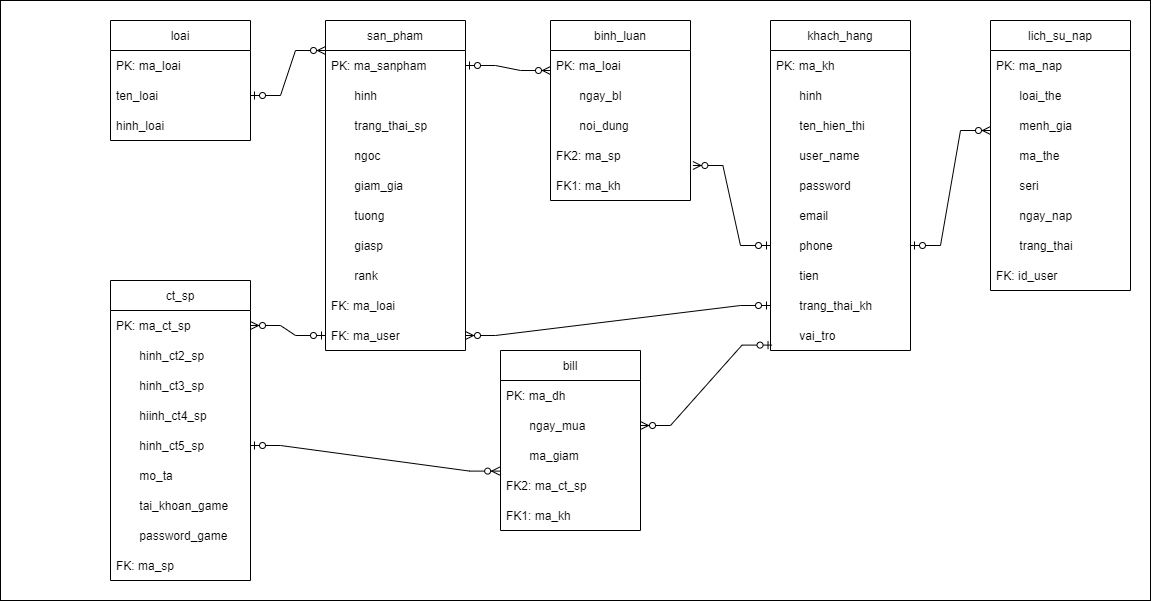 loai
PK: ma_loai
ten_loai
hinh_loai
san_pham
PK: ma_sanpham
hinh
trang_thai_sp
ngoc
giam_gia
tuong
giasp
rank
FK: ma_loai
FK: ma_user
binh_luan
PK: ma_loai
ngay_bl
noi_dung
FK2: ma_sp
FK1: ma_kh
khach_hang
PK: ma_kh
hinh
ten_hien_thi
user_name
password
email
phone
tien
trang_thai_kh
vai_tro
lich_su_nap
PK: ma_nap
loai_the
menh_gia
ma_the
seri
ngay_nap
trang_thai
FK: id_user
ct_sp
PK: ma_ct_sp
hinh_ct2_sp
hinh_ct3_sp
hiinh_ct4_sp
hinh_ct5_sp
mo_ta
tai_khoan_game
password_game
FK: ma_sp
bill
PK: ma_dh
ngay_mua
ma_giam
FK2: ma_ct_sp
FK1: ma_kh